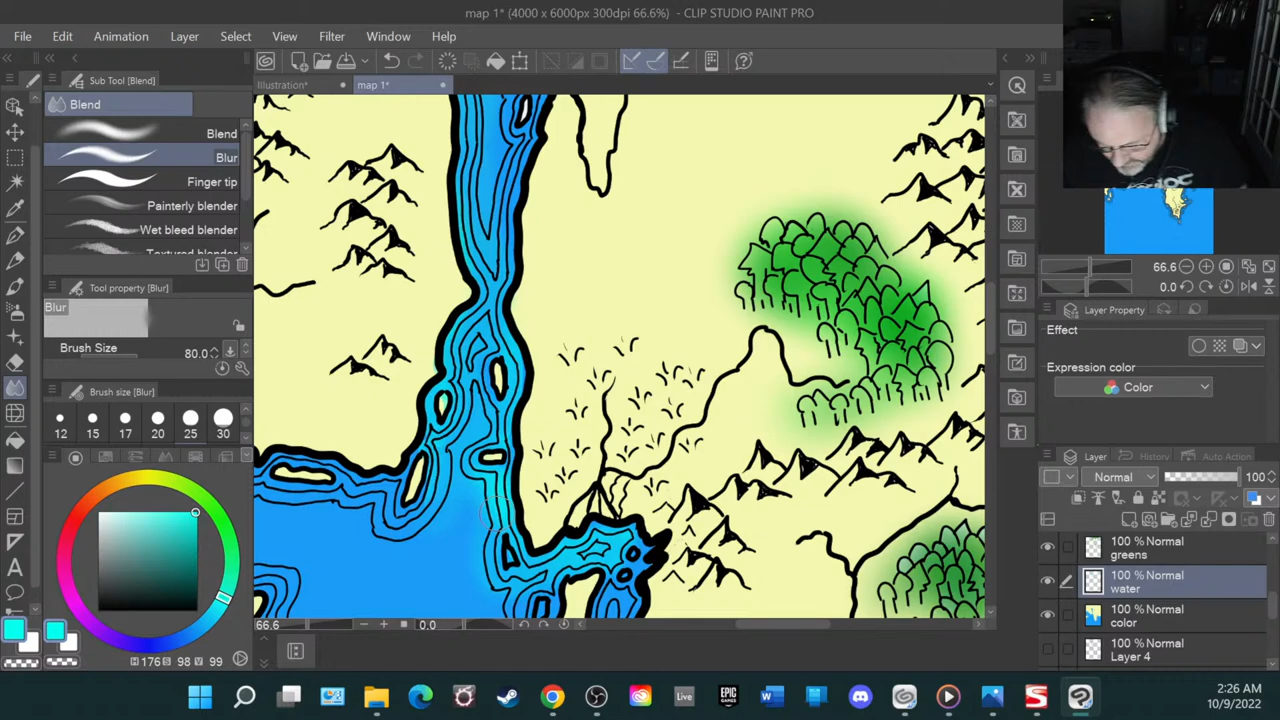 map 1* (4000 x 6000px 300dpi 66.6%) - CLIP STUDIO PAINT PRO
File Edit Animation Layer Select View Filter Window Help
Sub Tool [Blend]
Illustration* map 1*
Blend
Blend
Blur
Finger tip
Painterly blender
Wet bleed blender
Textured blender
Tool property [Blur]
Blur
Brush Size 80.0
Brush size [Blur]
12 15 17 20 25 30
H 176 S 98 V 99
66.6 0.0
66.6
0.0
Layer Property
Effect
Expression color
Color
Layer History Auto Action
Normal 100
100 % Normal
greens
100 % Normal
water
100 % Normal
color
100 % Normal
Layer 4
Live
EPIC
GAMES
2:26 AM
10/9/2022